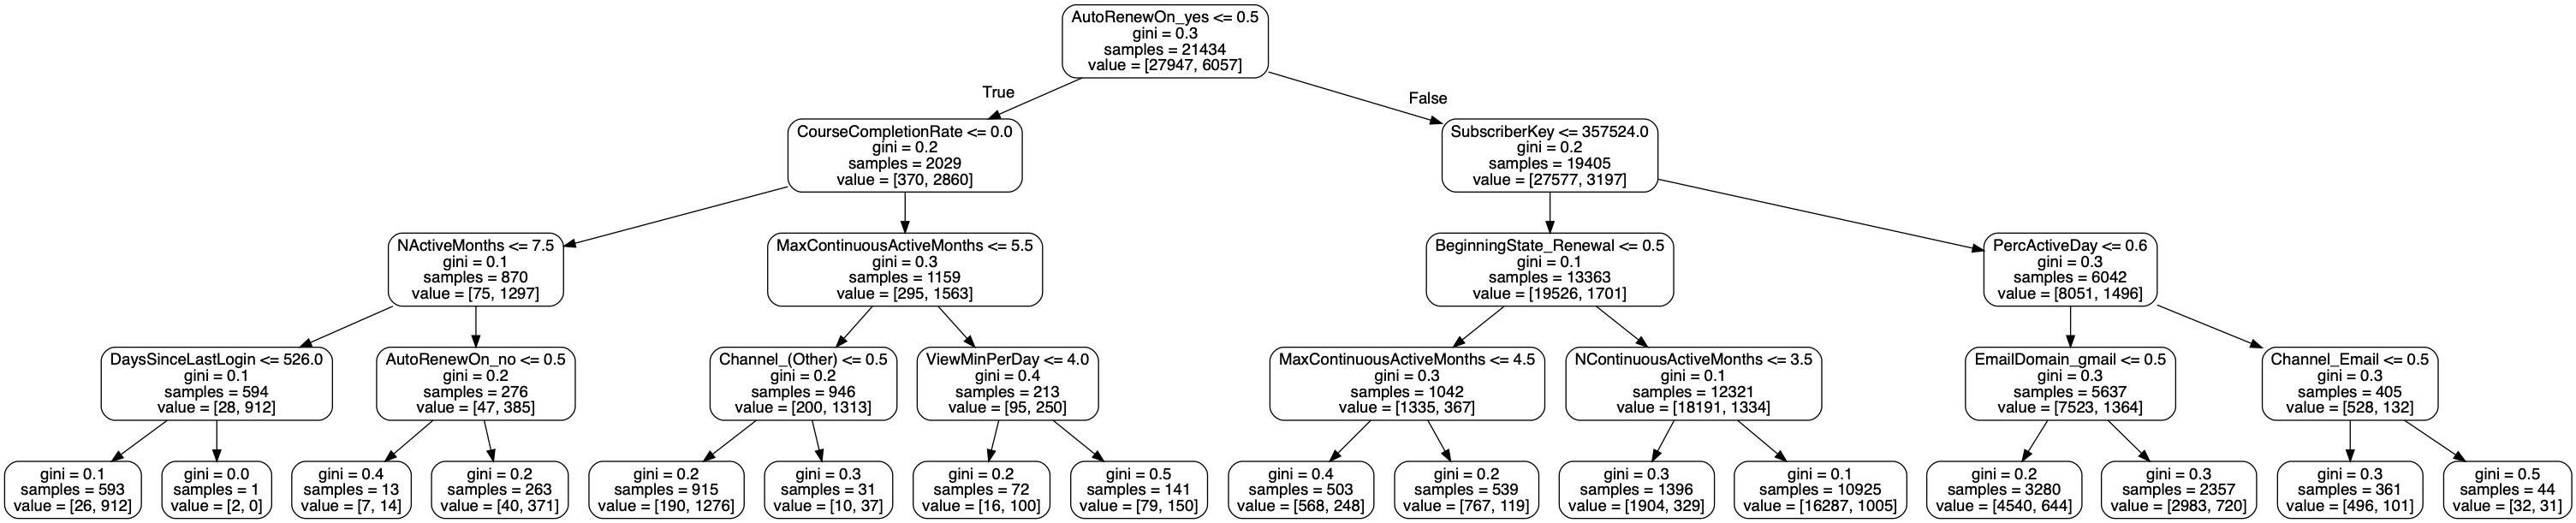 AutoRenewOn_yes <= 0.5
gini = 0.3
samples = 21434
value = [27947, 6057]
True
False
CourseCompletionRate <= 0.0
gini = 0.2
samples = 2029
value = [370, 2860]
SubscriberKey <= 357524.0
gini = 0.2
samples = 19405
value = [27577, 3197]
NActiveMonths <= 7.5
gini = 0.1
samples = 870
value = [75, 1297]
MaxContinuousActiveMonths <= 5.5
gini = 0.3
samples = 1159
value = [295, 1563]
BeginningState_Renewal <= 0.5
gini = 0.1
samples = 13363
value = [19526, 1701]
PercActiveDay <= 0.6
gini = 0.3
samples = 6042
value = [8051, 1496]
DaysSinceLastLogin <= 526.0
gini = 0.1
samples = 594
value = [28, 912]
AutoRenewOn_no <= 0.5
gini = 0.2
samples = 276
value = [47, 385]
Channel_(Other) <= 0.5
gini = 0.2
samples = 946
value = [200, 1313]
ViewMinPerDay <= 4.0
gini = 0.4
samples = 213
value = [95, 250]
MaxContinuousActiveMonths <= 4.5
gini = 0.3
samples = 1042
value = [1335, 367]
NContinuousActiveMonths <= 3.5
gini = 0.1
samples = 12321
value = [18191, 1334]
EmailDomain_gmail <= 0.5
gini = 0.3
samples = 5637
value = [7523, 1364]
Channel_Email <= 0.5
gini = 0.3
samples = 405
value = [528, 132]
gini = 0.1
samples = 593
value = [26, 912]
gini = 0.0
samples = 1
value = [2, 0]
gini = 0.4
samples = 13
value = [7, 14]
gini = 0.2
samples = 263
value = [40, 371]
gini = 0.2
samples = 915
value = [190, 1276]
gini = 0.3
samples = 31
value = [10, 37]
gini = 0.2
samples = 72
value = [16, 100]
gini = 0.5
samples = 141
value = [79, 150]
gini = 0.4
samples = 503
value = [568, 248]
gini = 0.2
samples = 539
value = [767, 119]
gini = 0.3
samples = 1396
value = [1904, 329]
gini = 0.1
samples = 10925
value = [16287, 1005]
gini = 0.2
samples = 3280
value = [4540, 644]
gini = 0.3
samples = 2357
value = [2983, 720]
gini = 0.3
samples = 361
value = [496, 101]
gini = 0.5
samples = 44
value = [32, 31]